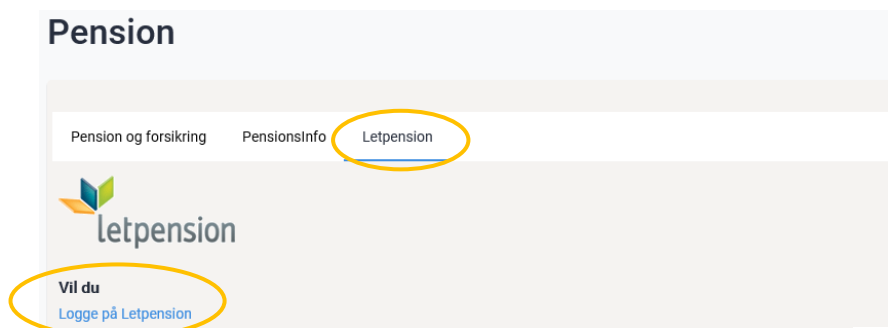 Pension
Pension og forsikring PensionsInfo Letpension
letpension
Vil du
Logge på Letpension